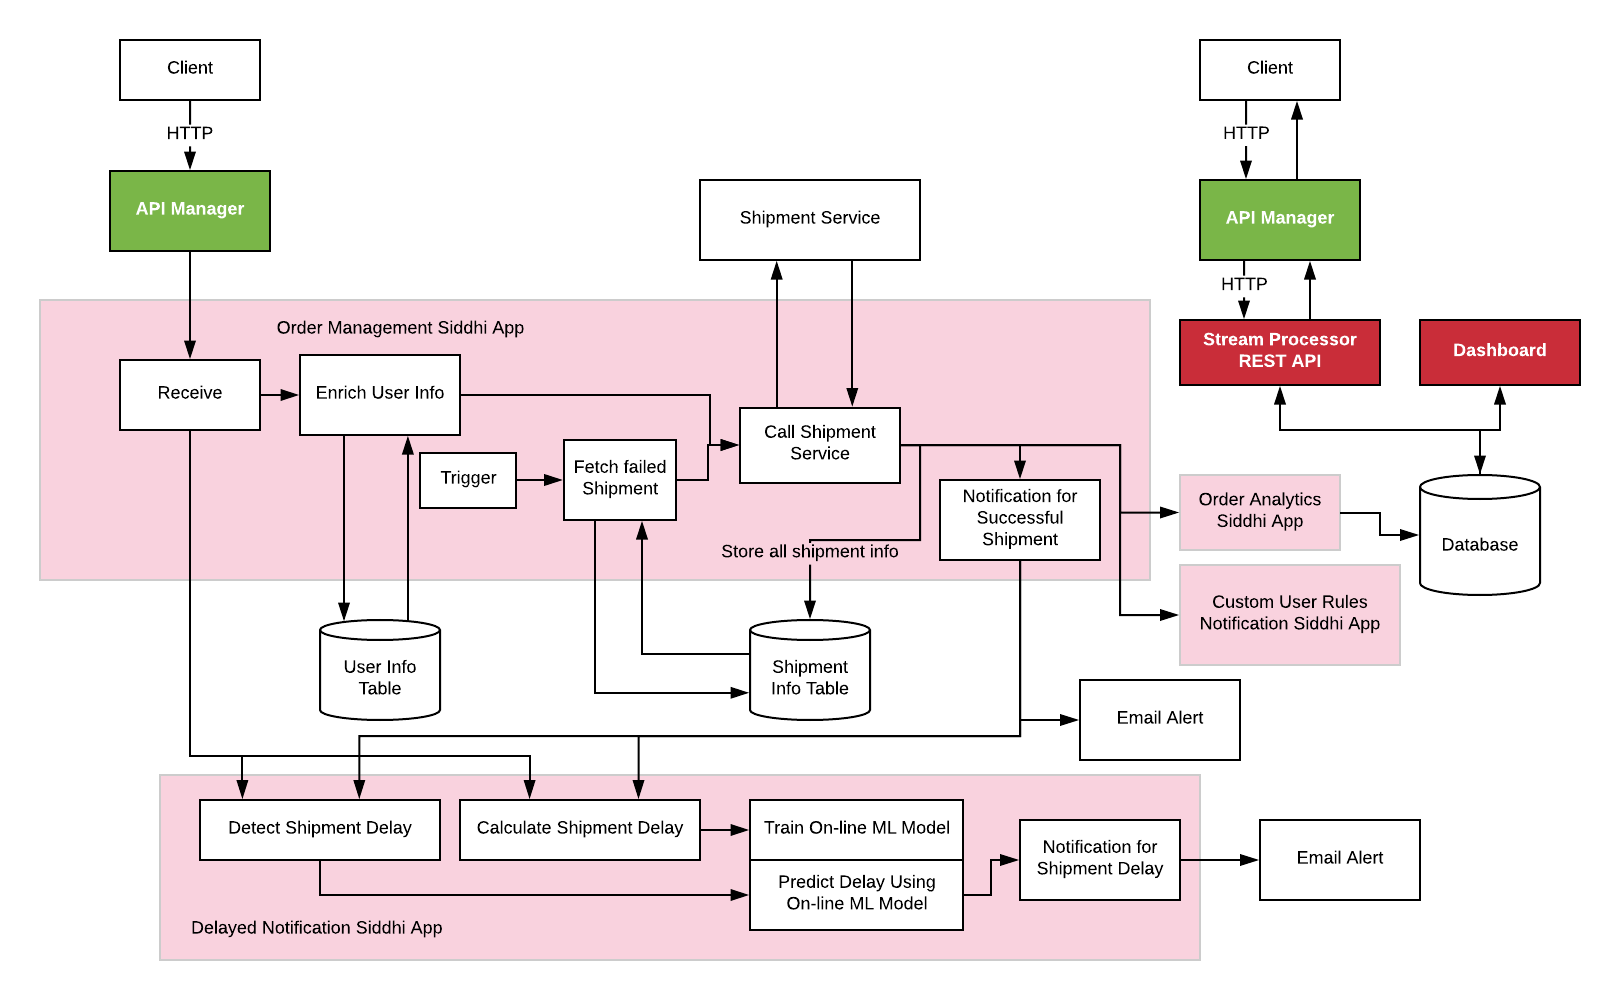 Client
HTTP
API Manager
Client
HTTP
API Manager
HTTP
Stream Processor
REST API
Dashboard
Shipment Service
Order Management Siddhi App
Receive
Enrich User Info
Trigger
Fetch failed
Shipment
Call Shipment
Service
Notification for
Successful
Shipment
Store all shipment info
Order Analytics
Siddhi App
Database
Custom User Rules
Notification Siddhi App
User Info
Table
Shipment
Info Table
Email Alert
Detect Shipment Delay
Calculate Shipment Delay
Train On-line ML Model
Predict Delay Using
On-line ML Model
Notification for
Shipment Delay
Email Alert
Delayed Notification Siddhi App